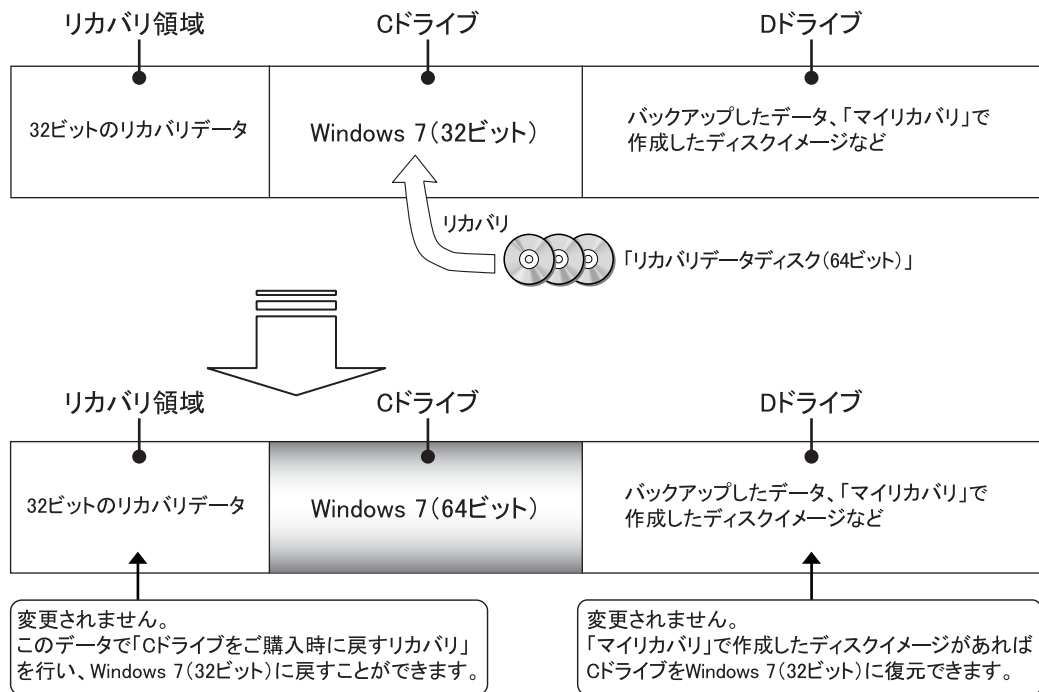 リカバリ領域
Cドライブ
Dドライブ
32ビットのリカバリデータ
Windows 7（32ビット）
バックアップしたデータ、「マイリカバリ」で
作成したディスクイメージなど
リカバリ
「リカバリデータディスク（64ビット）」
リカバリ領域
Cドライブ
Dドライブ
32ビットのリカバリデータ
Windows 7（64ビット）
バックアップしたデータ、「マイリカバリ」で
作成したディスクイメージなど
変更されません。
このデータで「Cドライブをご購入時に戻すリカバリ」
を行い、Windows 7（32ビット）に戻すことができます。
変更されません。
「マイリカバリ」で作成したディスクイメージがあれば
CドライブをWindows 7（32ビット）に復元できます。